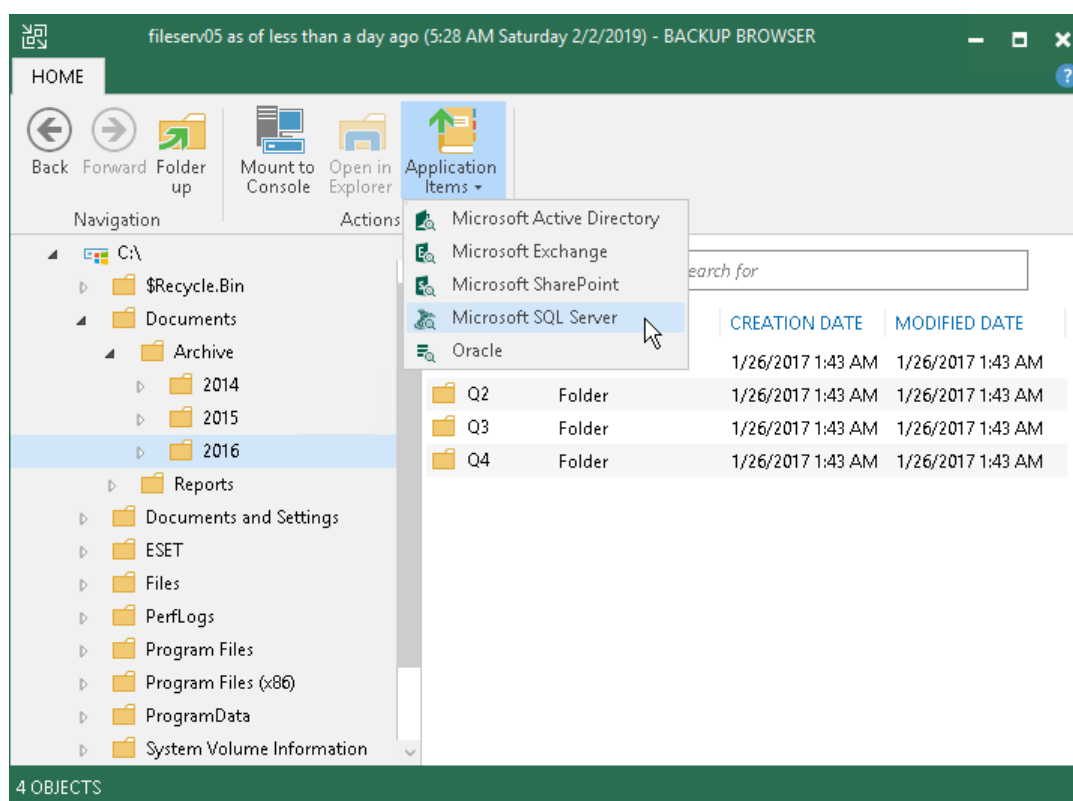 fileserv05 as of less than a day ago (5:28 AM Saturday 2/2/2019) - BACKUP BROWSER
HOME
?
Back Forward Folder up
Mount to Console
Open in Explorer
Application Items
Navigation
Actions
Microsoft Active Directory
Microsoft Exchange
Microsoft SharePoint
Microsoft SQL Server
Oracle
C:\
$Recycle.Bin
Documents
Archive
2014
2015
2016
Reports
Documents and Settings
ESET
Files
PerfLogs
Program Files
Program Files (x86)
ProgramData
System Volume Information
earch for
CREATION DATE MODIFIED DATE
1/26/2017 1:43 AM 1/26/2017 1:43 AM
Q2 Folder 1/26/2017 1:43 AM 1/26/2017 1:43 AM
Q3 Folder 1/26/2017 1:43 AM 1/26/2017 1:43 AM
Q4 Folder 1/26/2017 1:43 AM 1/26/2017 1:43 AM
4 OBJECTS